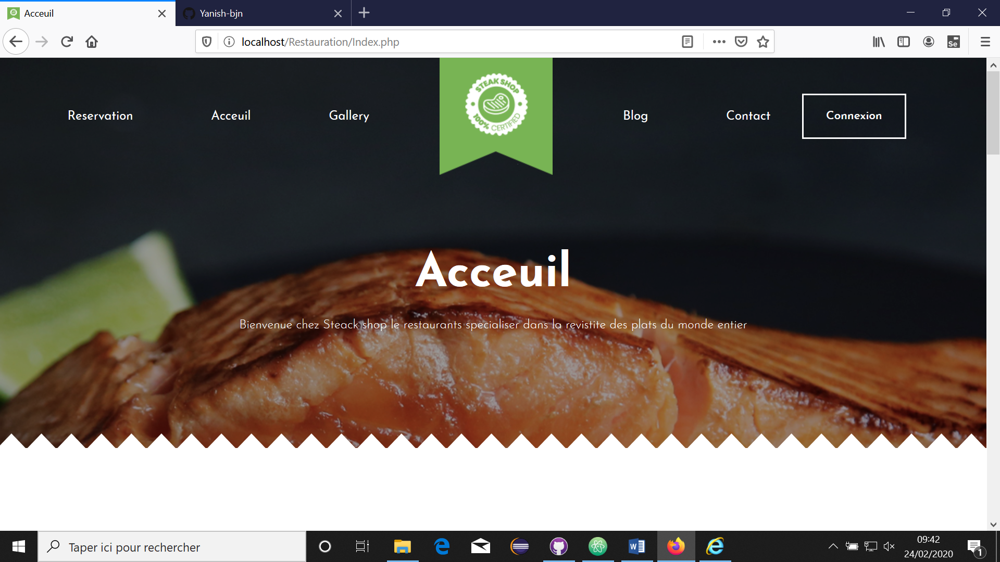 Acceuil
Yanish-bjn
localhost/Restauration/Index.php
Se
Reservation
Acceuil
Gallery
STEAK SHOP
100% CERTIFIED
Blog
Contact
Connexion
Acceuil
Bienvenue chez Steack shop le restaurants specialiser dans la revistite des plats du monde entier
Taper ici pour rechercher
09:42
24/02/2020
1